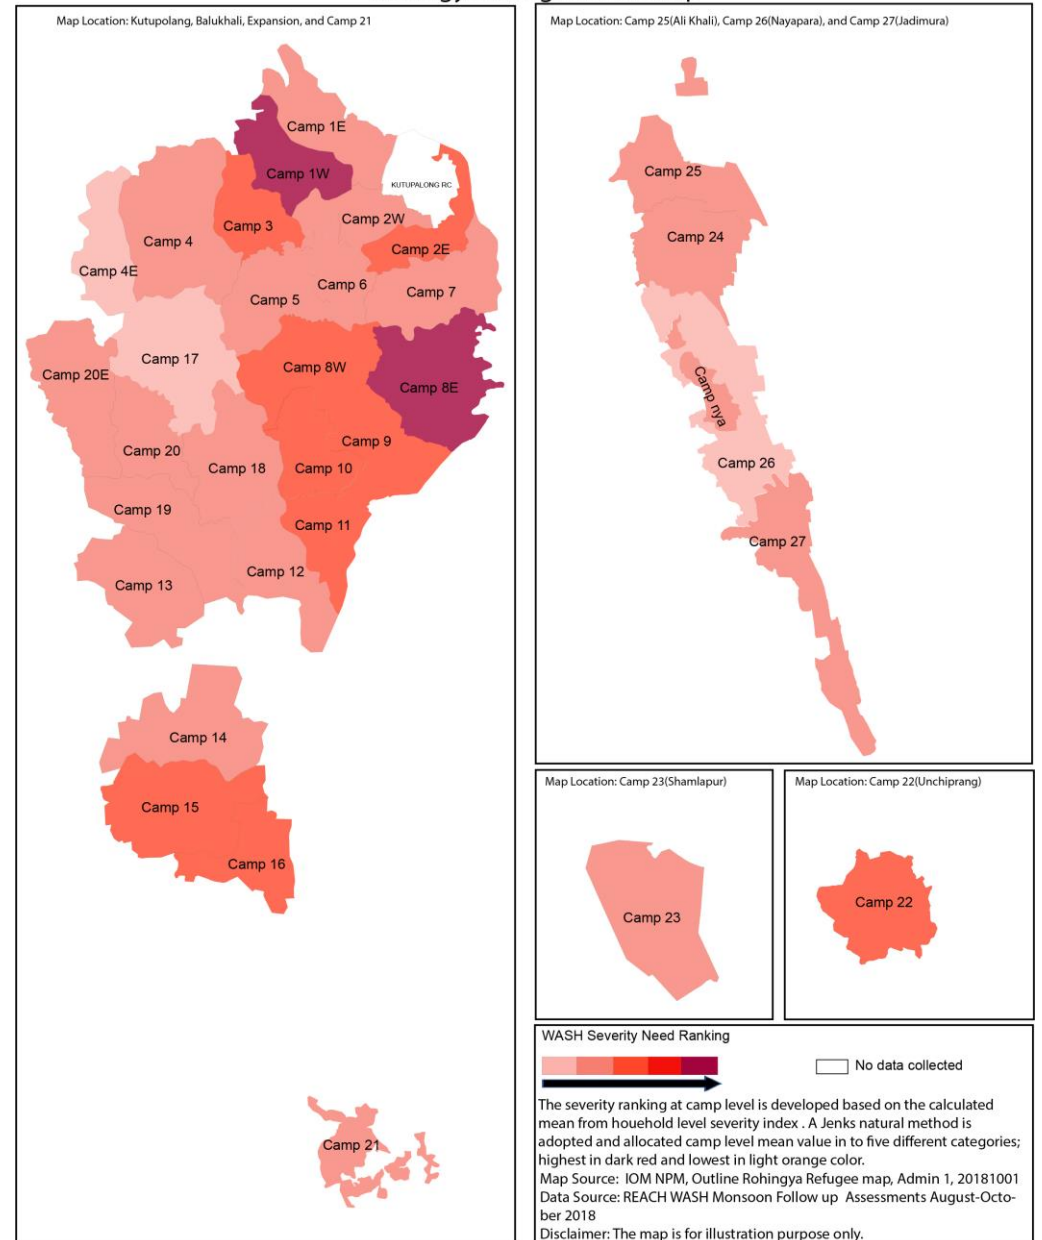 Map Location: Kutupolang, Balukhali, Expansion, and Camp 21
Camp 1E
Camp 1W
KUTUPALONG RC
Camp 2W
Camp 3
Camp 4
Camp 2E
Camp 4E
Camp 6
Camp 7
Camp 5
Camp 17
Camp 8W
Camp 20E
Camp 8E
Camp 9
Camp 20
Camp 18
Camp 10
Camp 19
Camp 11
Camp 12
Camp 13
Camp 14
Camp 15
Camp 16
Camp 21
Map Location: Camp 25(Ali Khali), Camp 26(Nayapara), and Camp 27(Jadimura)
Camp 25
Camp 24
Camp nya
Camp 26
Camp 27
Map Location: Camp 23(Shamlapur)
Camp 23
Map Location: Camp 22(Unchiprang)
Camp 22
WASH Severity Need Ranking
No data collected
The severity ranking at camp level is developed based on the calculated
mean from houehold level severity index . A Jenks natural method is
adopted and allocated camp level mean value in to five different categories;
highest in dark red and lowest in light orange color.
Map Source: IOM NPM, Outline Rohingya Refugee map, Admin 1, 20181001
Data Source: REACH WASH Monsoon Follow up Assessments August-Octo-
ber 2018
Disclaimer: The map is for illustration purpose only.